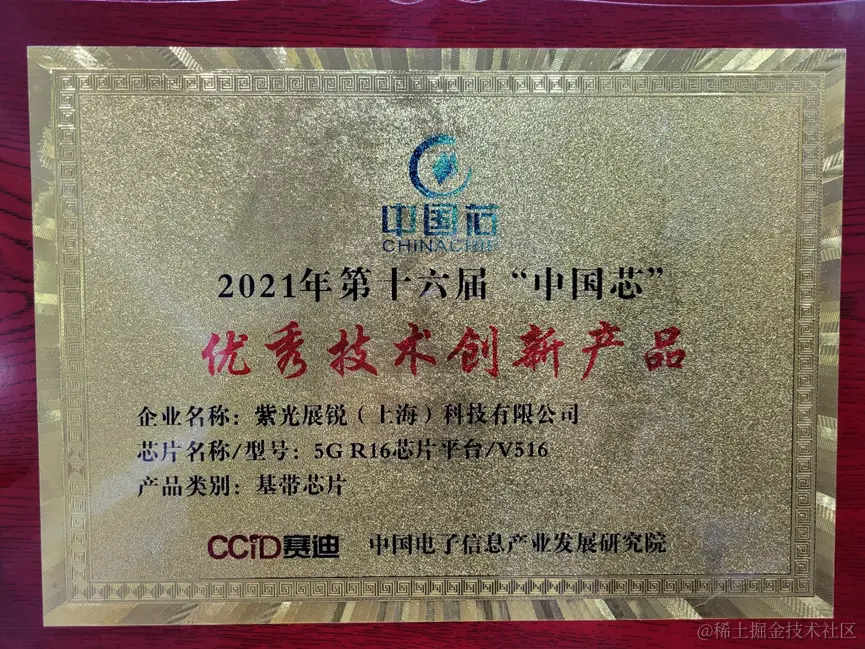 中国芯
CHINACHIP
2021年第十六届“中国芯”
优秀技术创新产品
企业名称：紫光展锐（上海）科技有限公司
芯片名称/型号：5G R16芯片平台/V516
产品类别：基带芯片
CCID赛迪 中国电子信息产业发展研究院
@稀土掘金技术社区